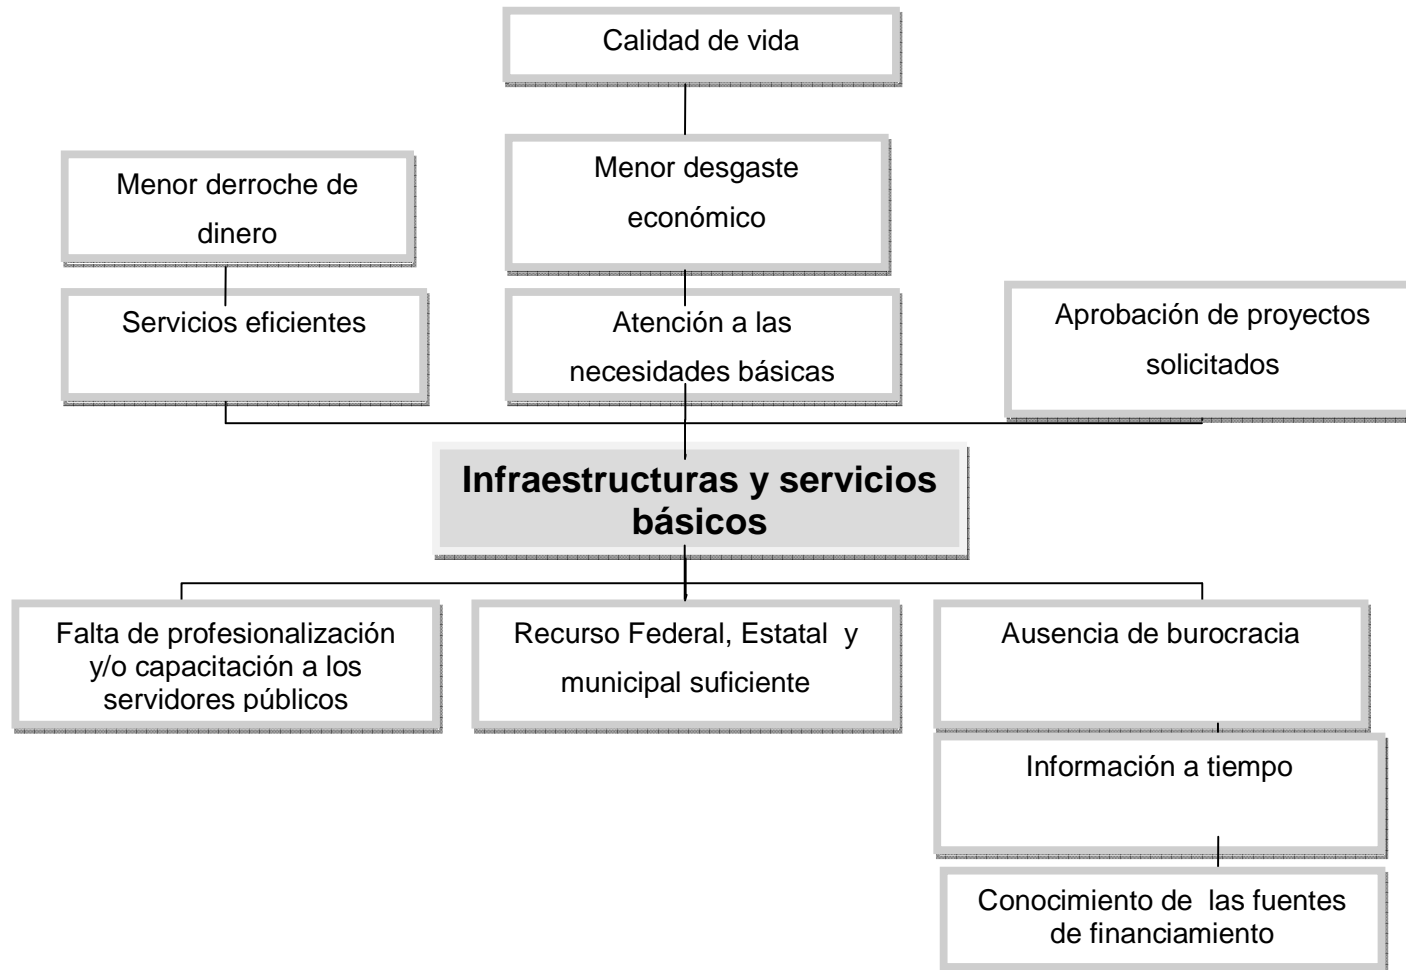 Calidad de vida
Menor derroche de
dinero
Menor desgaste
económico
Servicios eficientes
Atención a las
necesidades básicas
Aprobación de proyectos
solicitados
Infraestructuras y servicios
básicos
Falta de profesionalización
y/o capacitación a los
servidores públicos
Recurso Federal, Estatal y
municipal suficiente
Ausencia de burocracia
Información a tiempo
Conocimiento de las fuentes
de financiamiento